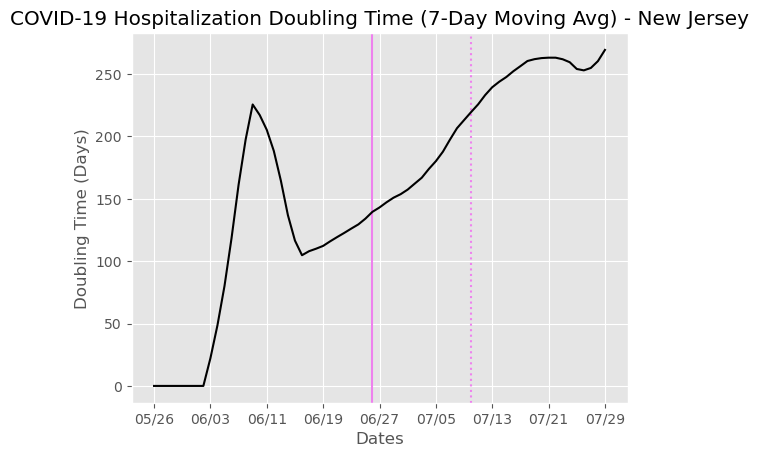 COVID-19 Hospitalization Doubling Time (7-Day Moving Avg) - New Jersey
Doubling Time (Days)
250
200
150
100
50
0
05/26 06/03 06/11 06/19 06/27 07/05 07/13 07/21 07/29
Dates